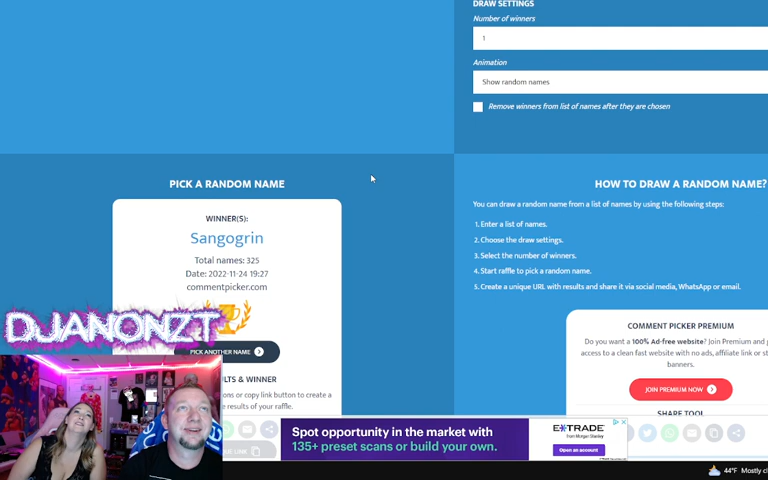 DRAW SETTINGS
Number of winners
1
Animation
Show random names
Remove winners from list of names after they are chosen
PICK A RANDOM NAME
WINNER(S):
Sangogrin
Total names: 325
Date: 2022-11-24 19:27
commentpicker.com
PICK ANOTHER NAME
DJANONZT
& WINNER
ons or copy link button to create a
results of your raffle.
LINK
HOW TO DRAW A RANDOM NAME?
You can draw a random name from a list of names by using the following steps:
1. Enter a list of names.
2. Choose the draw settings.
3. Select the number of winners.
4. Start raffle to pick a random name.
5. Create a unique URL with results and share it via social media, WhatsApp or email.
COMMENT PICKER PREMIUM
Do you want a 100% Ad-free website? Join Premium and
access to a clean fast website with no ads, affiliate link or
banners.
JOIN PREMIUM NOW
SHARE TOOL
Spot opportunity in the market with
135+ preset scans or build your own.
E*TRADE
from Morgan Stanley
Open an account
44°F Mostly